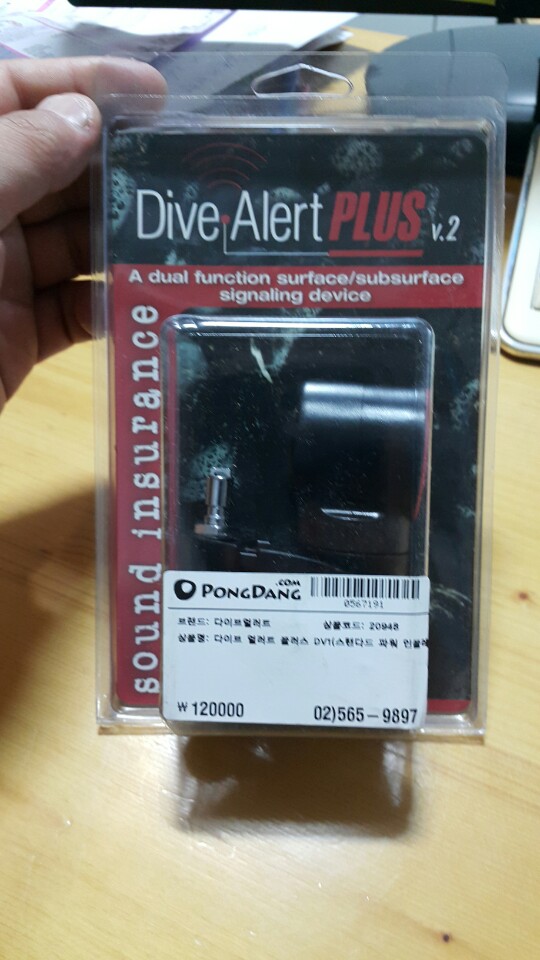 Dive Alert PLUS v.2
A dual function surface/subsurface
signaling device
sound insurance
PONGDANG .COM
0567191
브랜드: 다이브얼러트 상품코드: 20948
상품명: 다이브 얼러트 플러스 DV1(스탠다드 파워 인플레
₩120000 02)565-9897